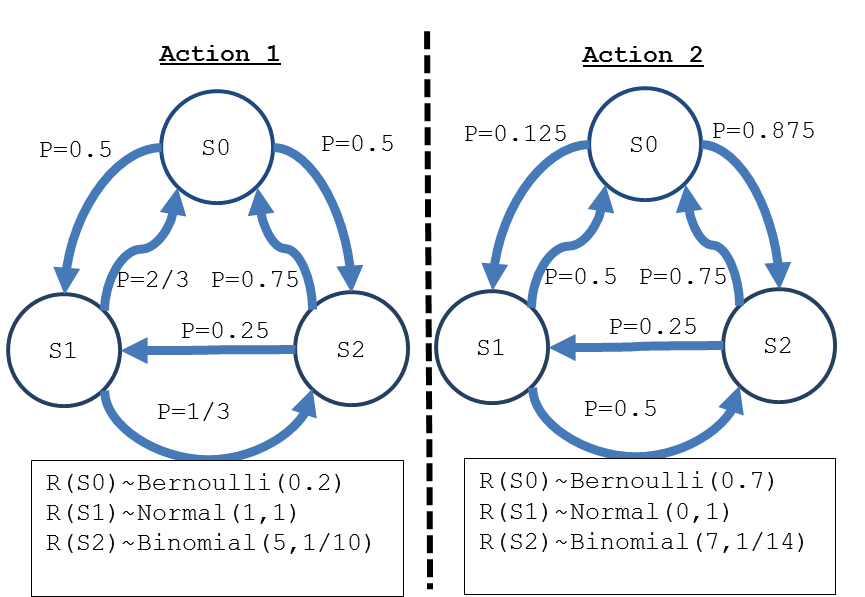 Action 1
P=0.5
S0
P=0.5
P=2/3
P=0.75
S1
P=0.25
S2
P=1/3
R(S0)~Bernoulli(0.2)
R(S1)~Normal(1,1)
R(S2)~Binomial(5,1/10)
Action 2
P=0.125
S0
P=0.875
P=0.5
P=0.75
S1
P=0.25
S2
P=0.5
R(S0)~Bernoulli(0.7)
R(S1)~Normal(0,1)
R(S2)~Binomial(7,1/14)